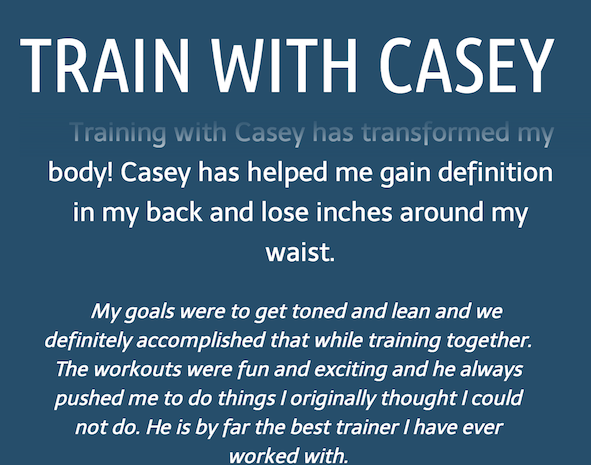 TRAIN WITH CASEY
Training with Casey has transformed my
body! Casey has helped me gain definition
in my back and lose inches around my
waist.
My goals were to get toned and lean and we
definitely accomplished that while training together.
The workouts were fun and exciting and he always
pushed me to do things I originally thought I could
not do. He is by far the best trainer I have ever
worked with.